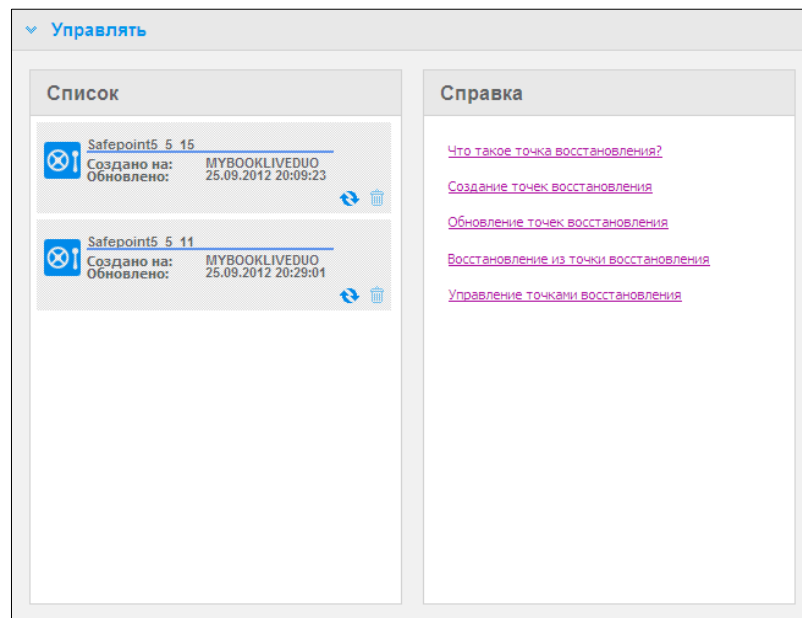 Управлять
Список
Safepoint5_5_15
Создано на: MYBOOKLIVEDUO
Обновлено: 25.09.2012 20:09:23
Safepoint5_5_11
Создано на: MYBOOKLIVEDUO
Обновлено: 25.09.2012 20:29:01
Справка
Что такое точка восстановления?
Создание точек восстановления
Обновление точек восстановления
Восстановление из точки восстановления
Управление точками восстановления